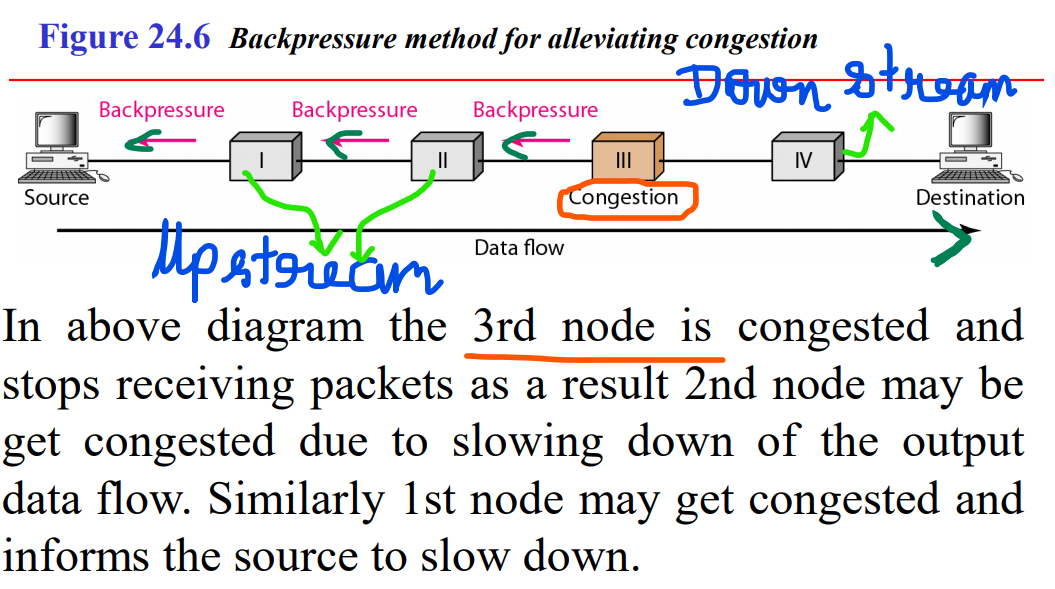 Figure 24.6 Backpressure method for alleviating congestion
Down stream
Backpressure Backpressure Backpressure
I II III IV
Source Congestion Destination
Data flow
Upstream
In above diagram the 3rd node is congested and
stops receiving packets as a result 2nd node may be
get congested due to slowing down of the output
data flow. Similarly 1st node may get congested and
informs the source to slow down.